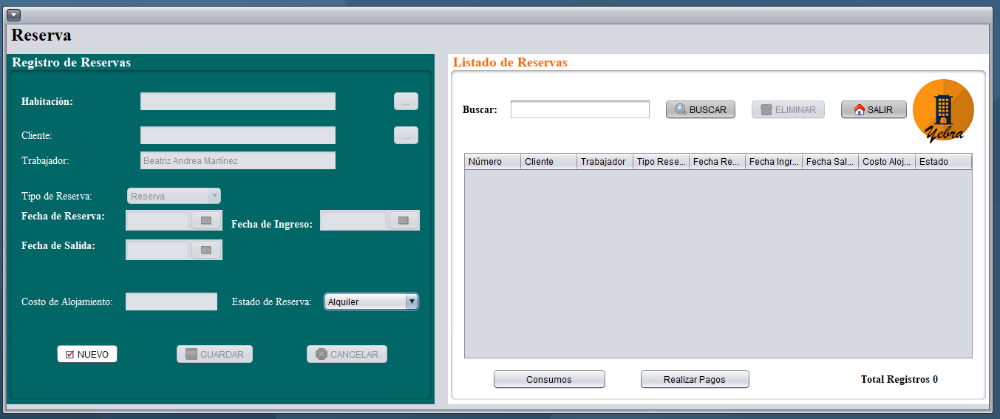 Reserva
Registro de Reservas
Habitación:
...
Cliente:
...
Trabajador:
Beatriz Andrea Martínez
Tipo de Reserva:
Reserva
Fecha de Reserva:
Fecha de Ingreso:
Fecha de Salida:
Costo de Alojamiento:
Estado de Reserva:
Alquiler
NUEVO
GUARDAR
CANCELAR
Listado de Reservas
Buscar:
BUSCAR
ELIMINAR
SALIR
Yebra
Número Cliente Trabajador Tipo Rese... Fecha Re... Fecha Ingr... Fecha Sal... Costo Aloj... Estado
Consumos
Realizar Pagos
Total Registros 0